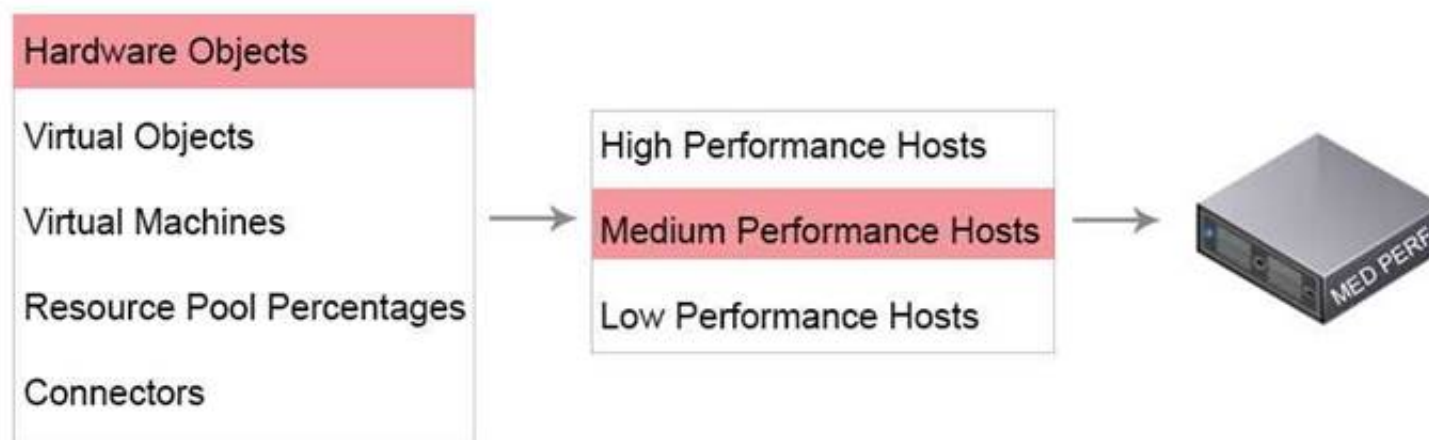 Hardware Objects
Virtual Objects
Virtual Machines
Resource Pool Percentages
Connectors
High Performance Hosts
Medium Performance Hosts
Low Performance Hosts
MED PERF